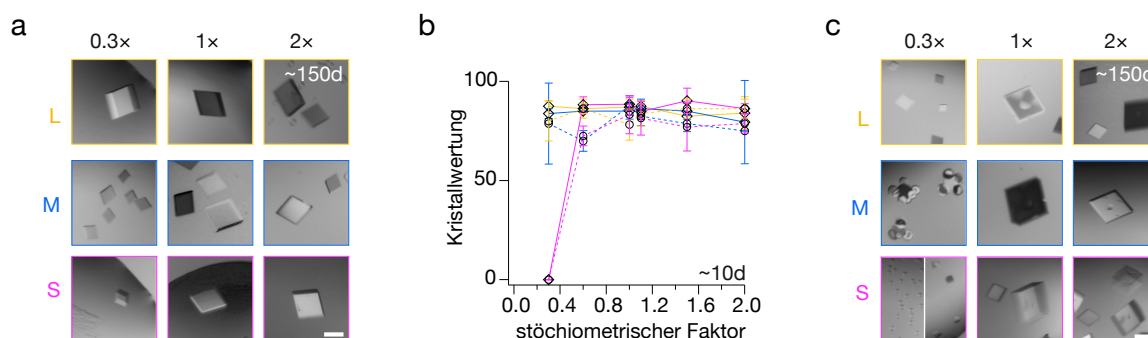 a
0.3×
1×
2×
~150d
L
M
S
b
100
50
0
Kristallwertung
~10d
0.0
0.4
0.8
1.2
1.6
2.0
stöchiometrischer Faktor
c
0.3×
1×
2×
~150d
L
M
S